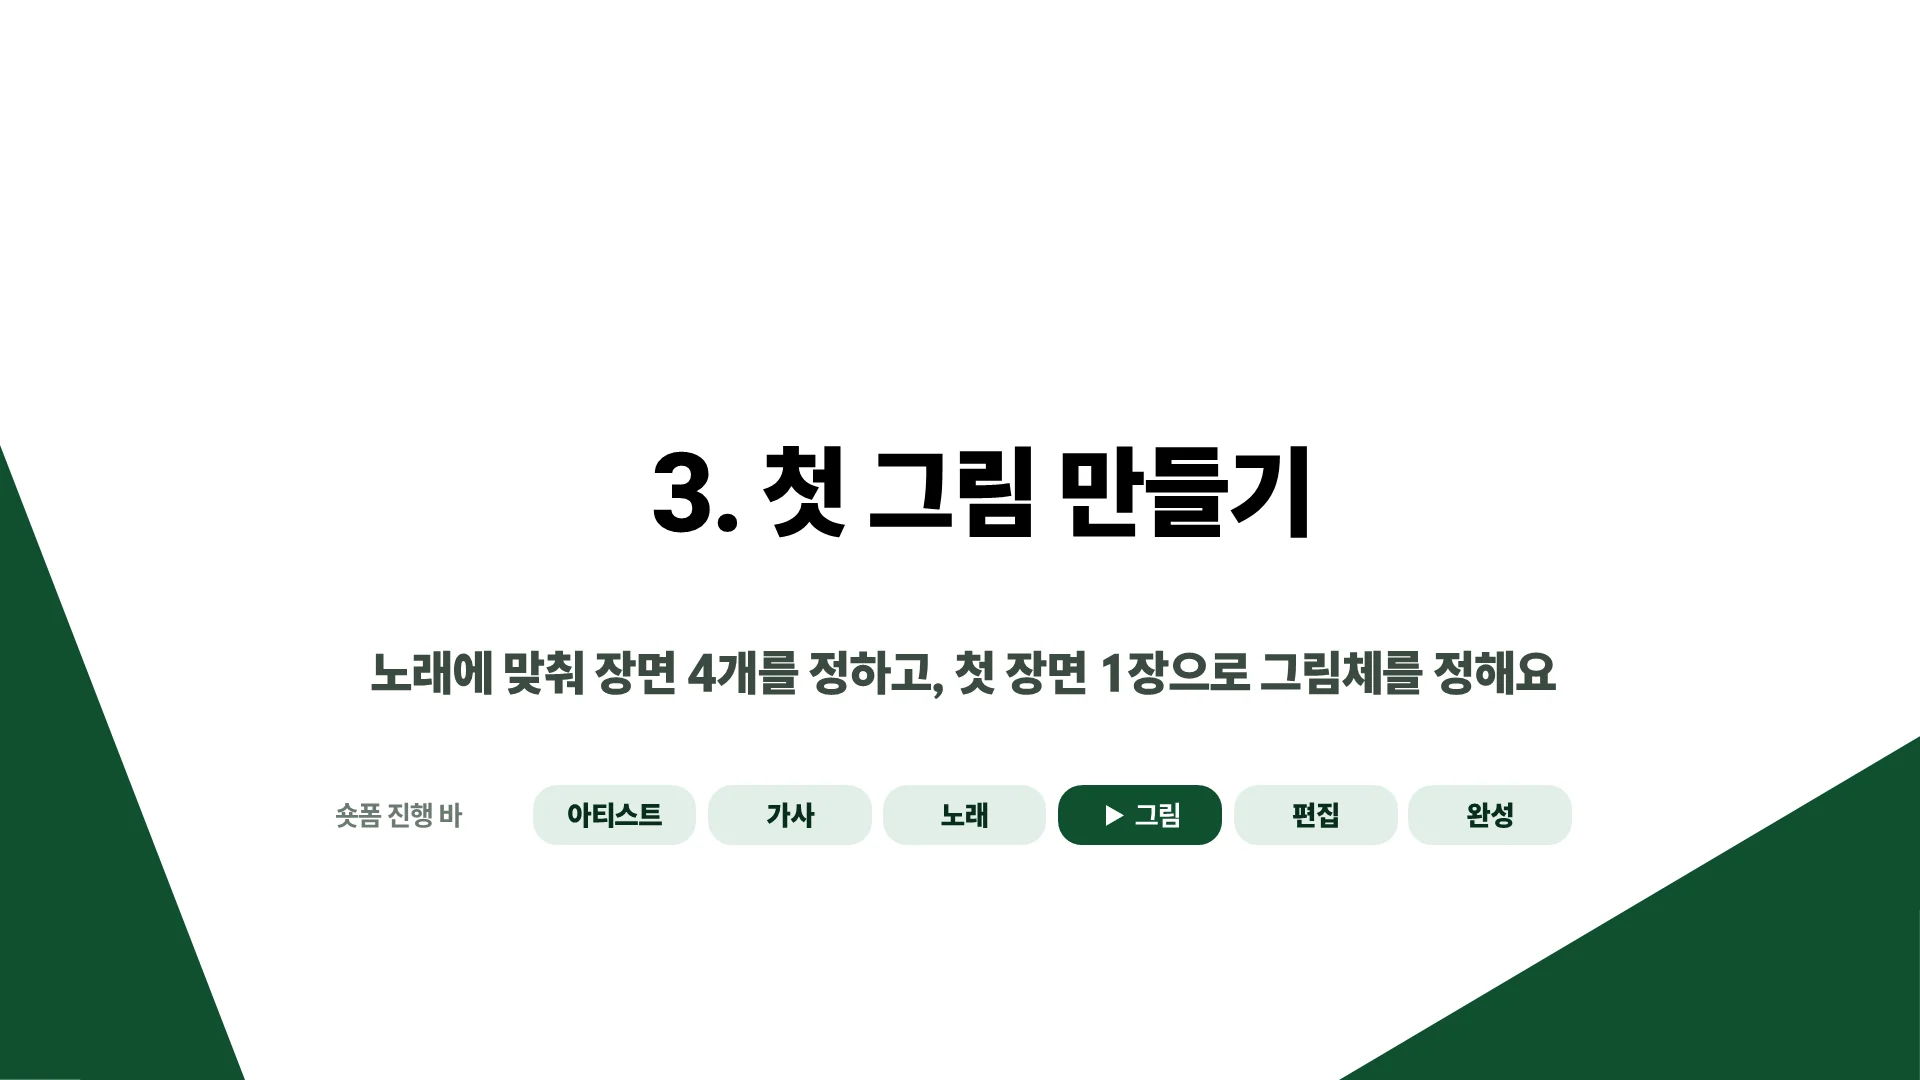 3. 첫 그림 만들기
노래에 맞춰 장면 4개를 정하고, 첫 장면 1장으로 그림체를 정해요
숏폼 진행 바 아티스트 가사 노래 ▶ 그림 편집 완성